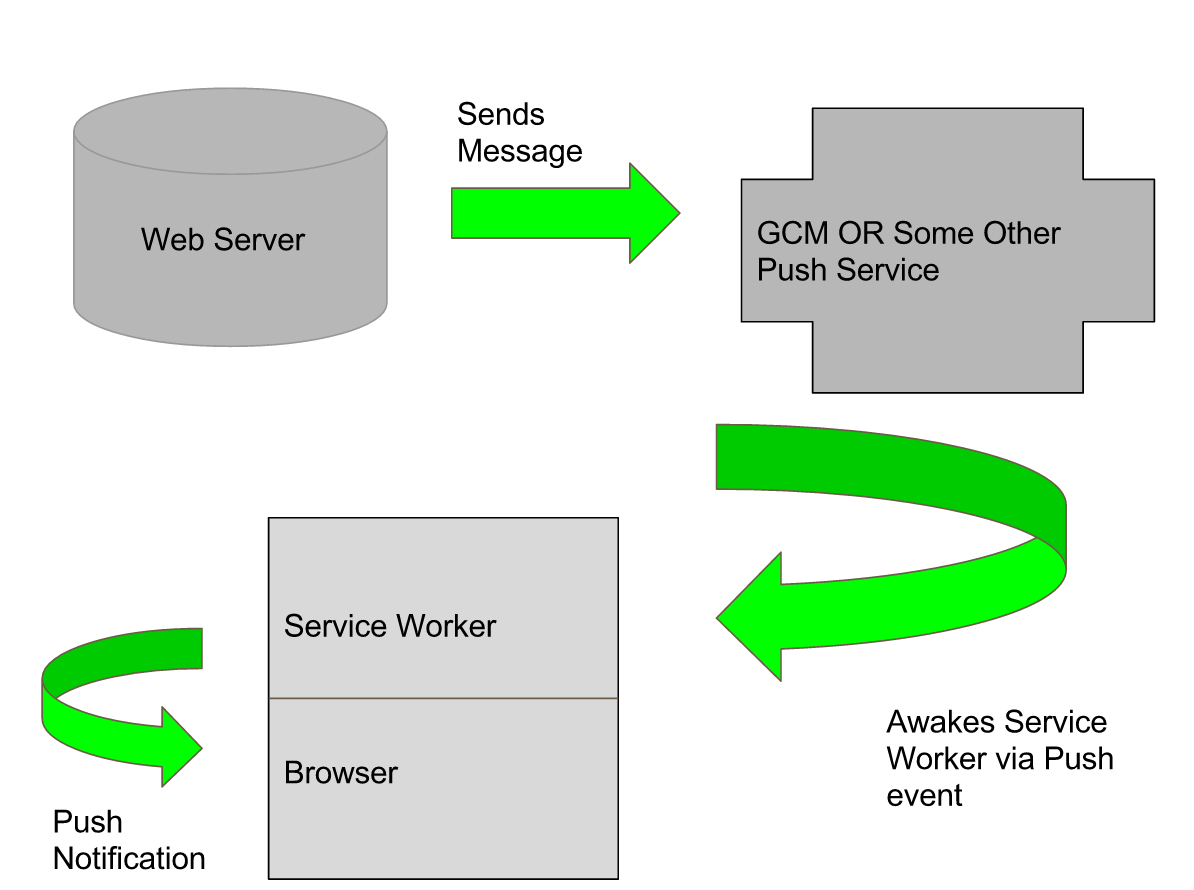 Sends
Message
Web Server
GCM OR Some Other
Push Service
Service Worker
Browser
Awakes Service
Worker via Push
event
Push
Notification